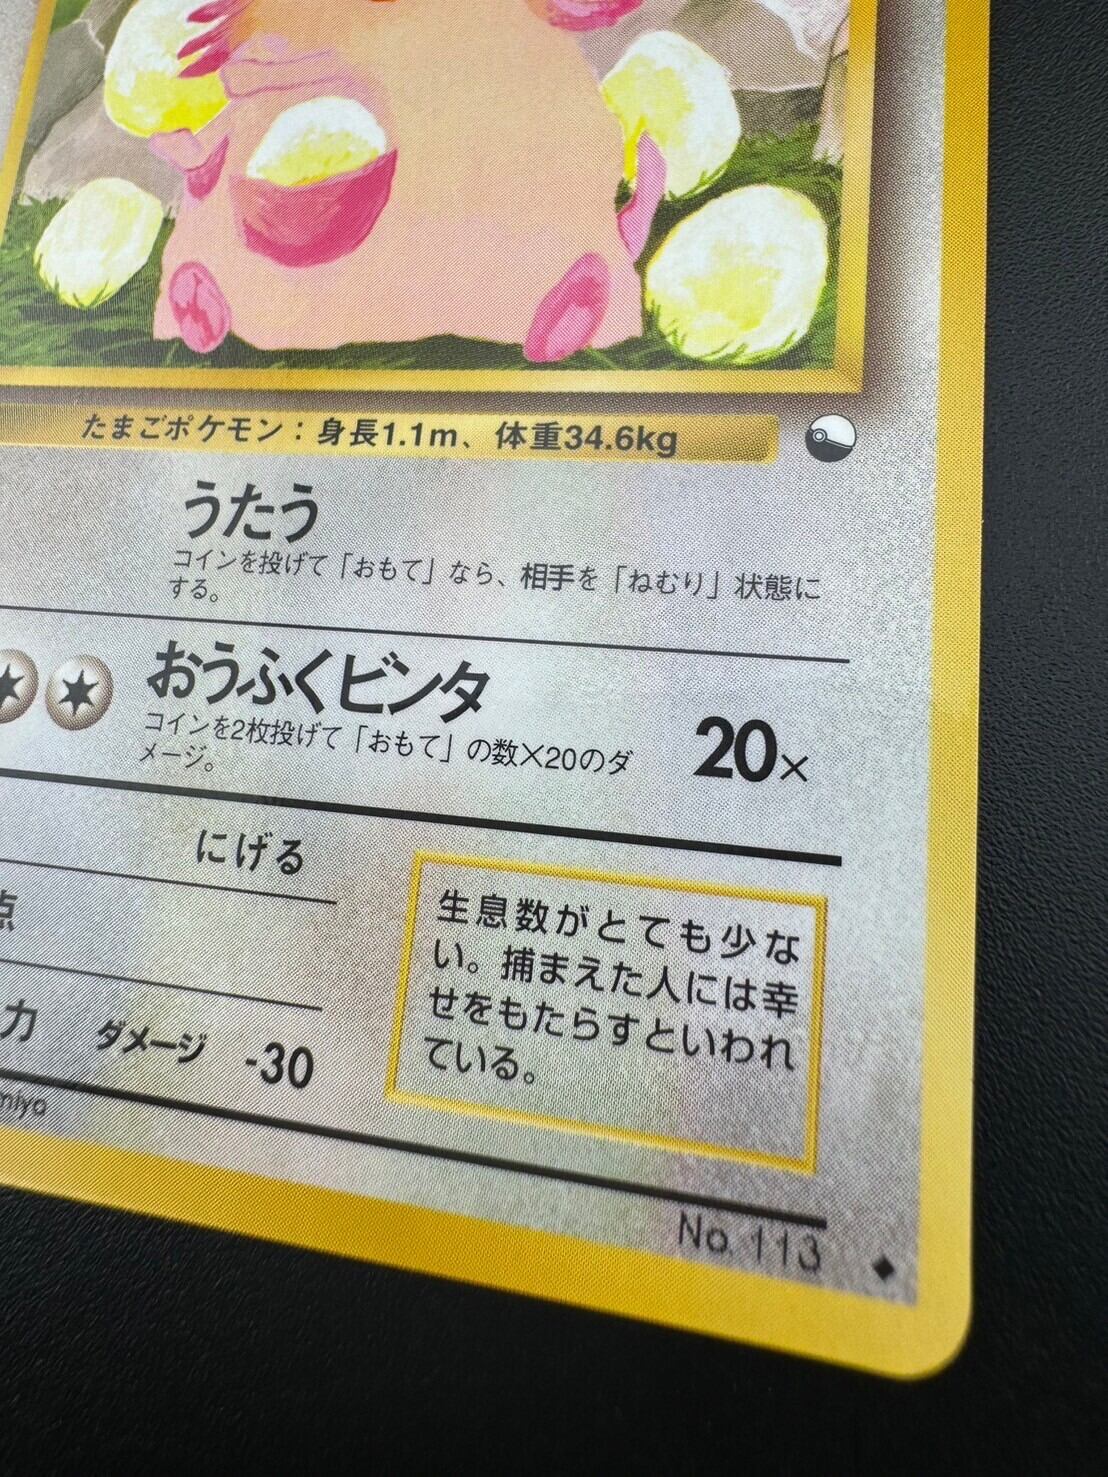 たまごポケモン：身長1.1m、体重34.6kg
うたう
コインを投げて「おもて」なら、相手を「ねむり」状態に
する。
おうふくビンタ
コインを2枚投げて「おもて」の数×20のダ
メージ。
20×
にげる
点
力 ダメージ -30
生息数がとても少な
い。捕まえた人には幸
せをもたらすといわれ
ている。
miya
No. 113